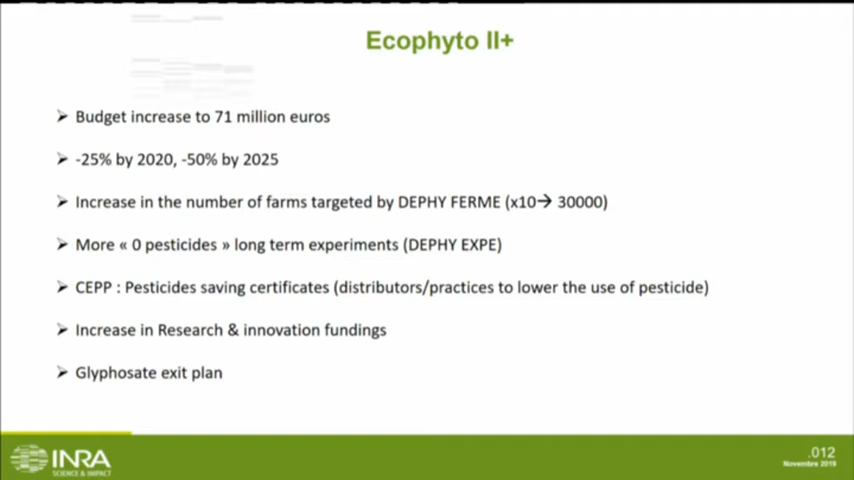 Ecophyto II+
➢ Budget increase to 71 million euros
➢ -25% by 2020, -50% by 2025
➢ Increase in the number of farms targeted by DEPHY FERME (x10→ 30000)
➢ More « 0 pesticides » long term experiments (DEPHY EXPE)
➢ CEPP : Pesticides saving certificates (distributors/practices to lower the use of pesticide)
➢ Increase in Research & innovation fundings
➢ Glyphosate exit plan
INRA
SCIENCE & IMPACT
.012
Novembre 2019